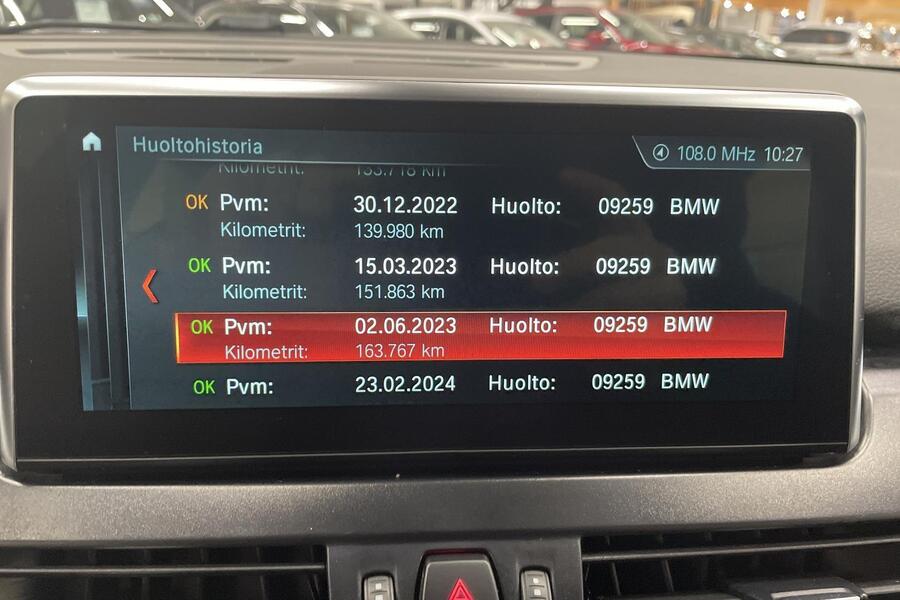 Huoltohistoria
108.0 MHz 10:27
OK Pvm: 30.12.2022 Huolto: 09259 BMW
Kilometrit: 139.980 km
OK Pvm: 15.03.2023 Huolto: 09259 BMW
Kilometrit: 151.863 km
OK Pvm: 02.06.2023 Huolto: 09259 BMW
Kilometrit: 163.767 km
OK Pvm: 23.02.2024 Huolto: 09259 BMW